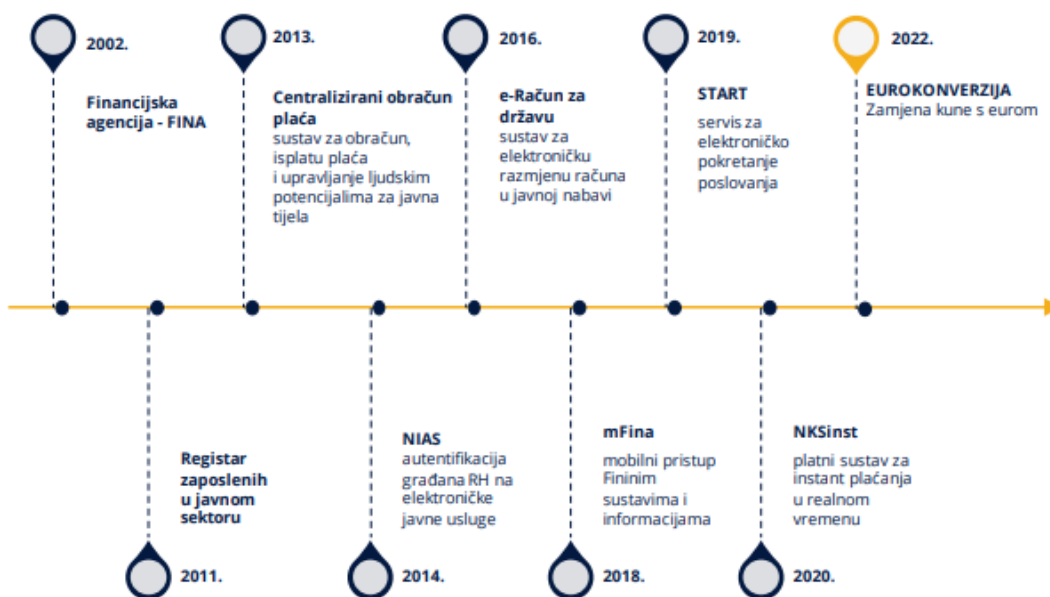 2002.
Financijska
agencija - FINA
2013.
Centralizirani obračun
plaća
sustav za obračun,
isplatu plaća
i upravljanje ljudskim
potencijalima za javna
tijela
2016.
e-Račun za
državu
sustav za
elektroničku
razmjenu računa
u javnoj nabavi
2019.
START
servis za
elektroničko
pokretanje
poslovanja
2022.
EUROKONVERZIJA
Zamjena kune s eurom
Registar
zaposlenih
u javnom
sektoru
2011.
NIAS
autentifikacija
građana RH na
elektroničke
javne usluge
2014.
mFina
mobilni pristup
Fininim
sustavima i
informacijama
2018.
NKSinst
platni sustav za
instant plaćanja
u realnom
vremenu
2020.